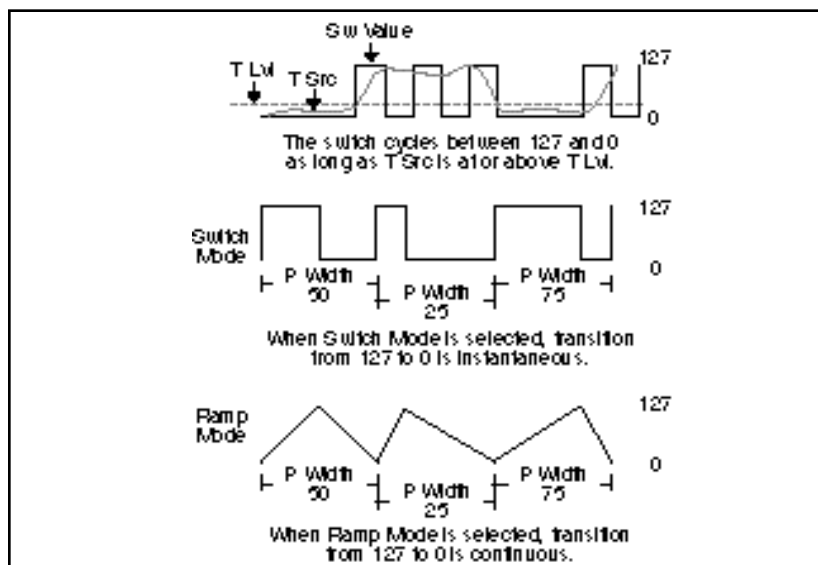 Sw Value
127
T Lvl
T Src
0
The switch cycles between 127 and 0
as long as T Src is at or above T Lvl.
127
Switch
Mode
0
P Width
50
P Width
25
P Width
75
When Switch Mode is selected, transition
from 127 to 0 is instantaneous.
127
Ramp
Mode
0
P Width
50
P Width
25
P Width
75
When Ramp Mode is selected, transition
from 127 to 0 is continuous.